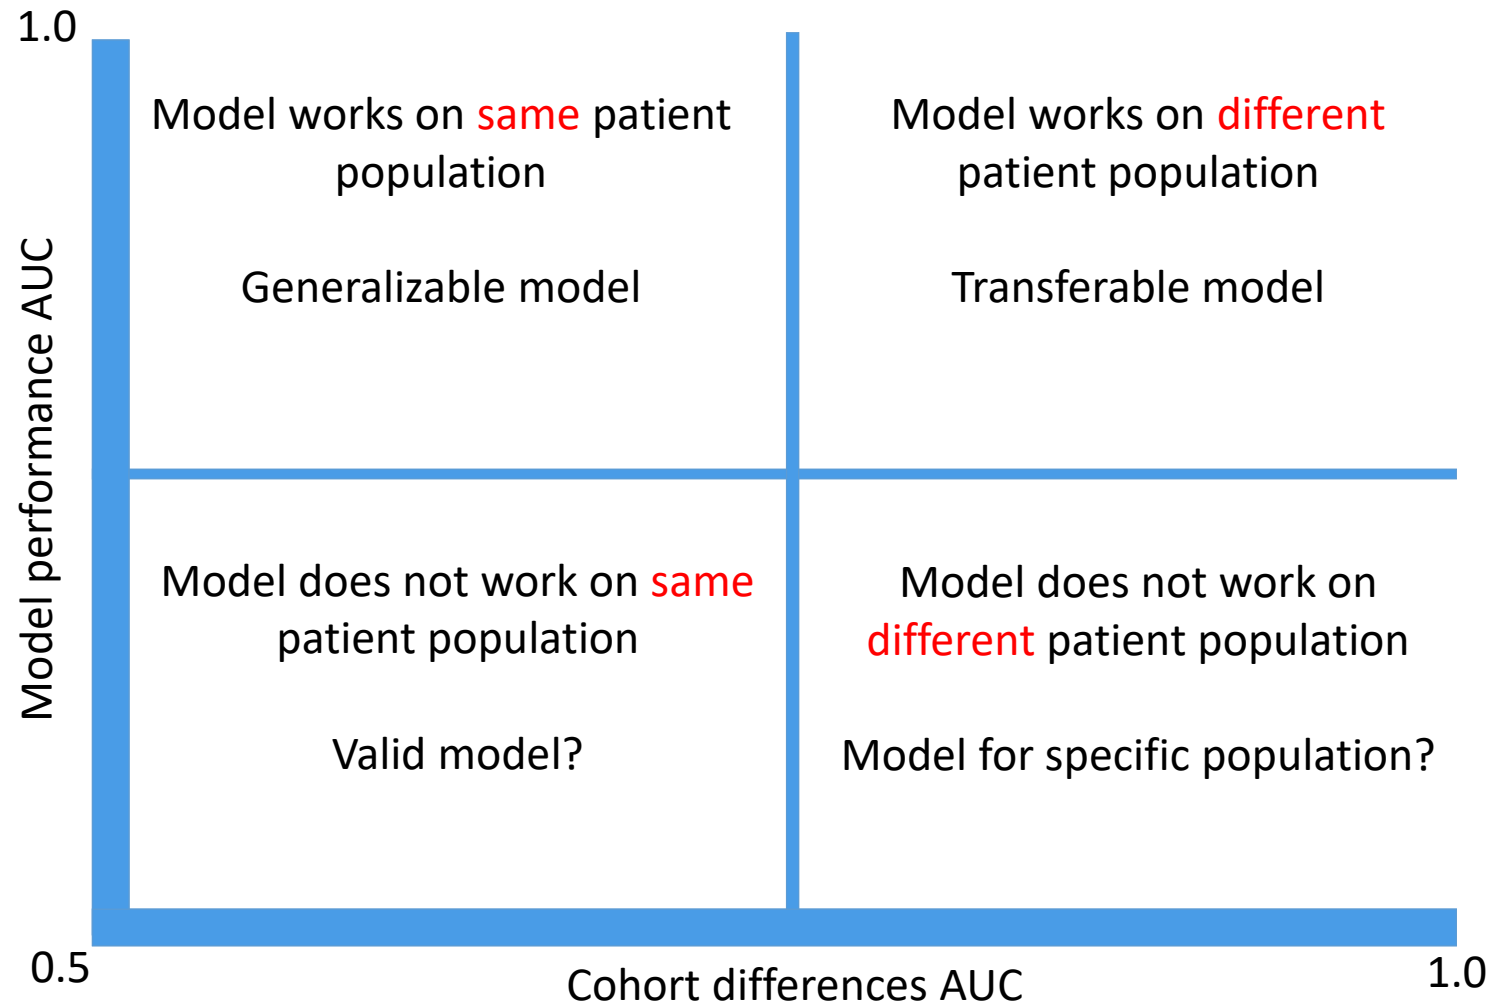 1.0
Model works on same patient
population
Generalizable model
Model works on different
patient population
Transferable model
Model performance AUC
Model does not work on same
patient population
Valid model?
Model does not work on
different patient population
Model for specific population?
0.5
Cohort differences AUC
1.0